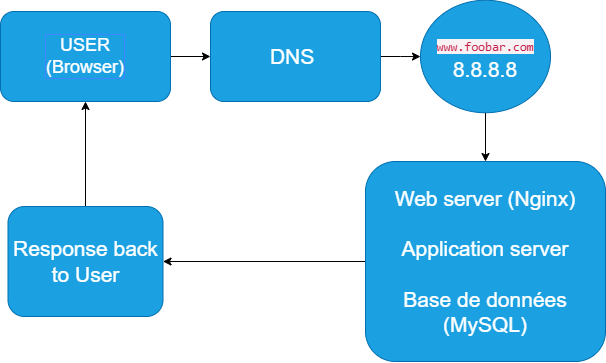 USER
(Browser)
DNS
www.foobar.com
8.8.8.8
Web server (Nginx)
Application server
Base de données
(MySQL)
Response back
to User